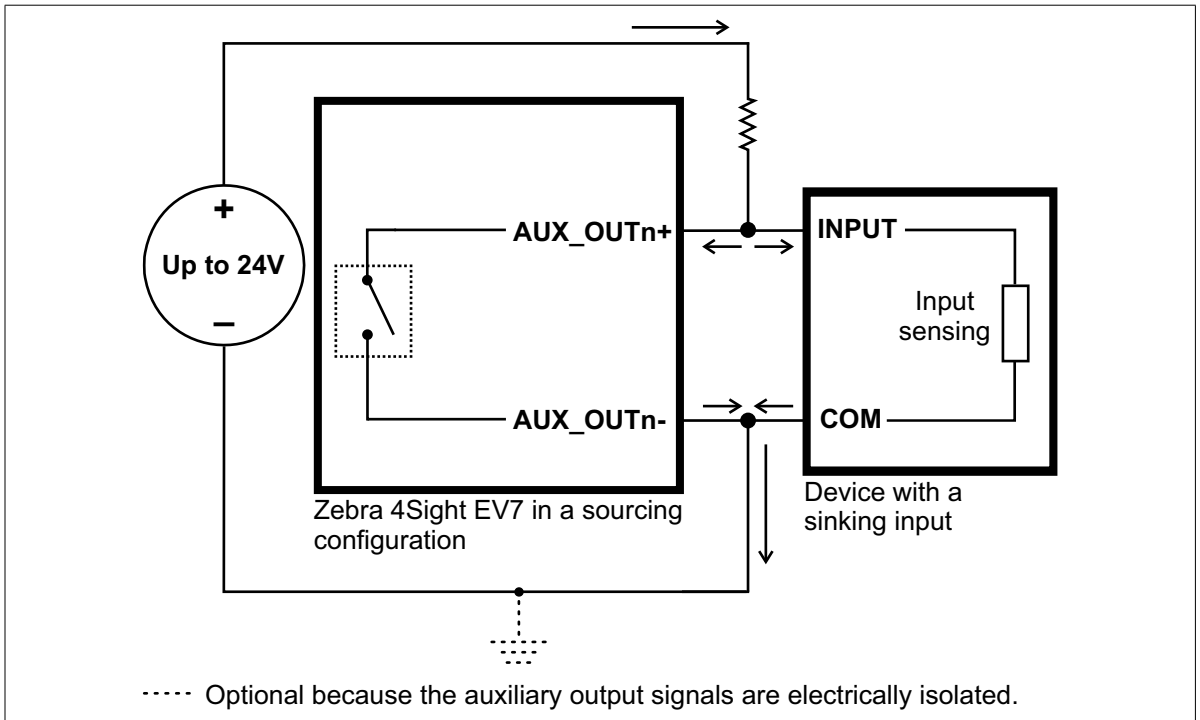 +
Up to 24V
–
AUX_OUTn+
AUX_OUTn-
INPUT
Input
sensing
COM
Zebra 4Sight EV7 in a sourcing
configuration
Device with a
sinking input
Optional because the auxiliary output signals are electrically isolated.